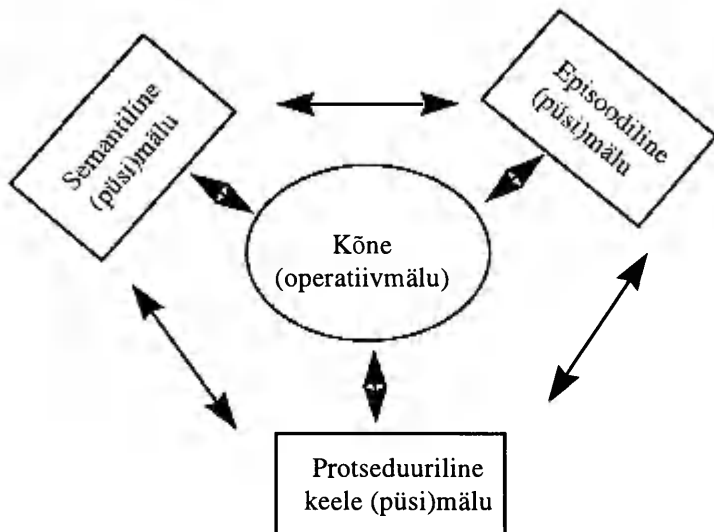 Semantiline
(püsi)mälu
Episoodiline
(püsi)mälu
Kõne
(operatiivmälu)
Protseduuriline
keele (püsi)mälu